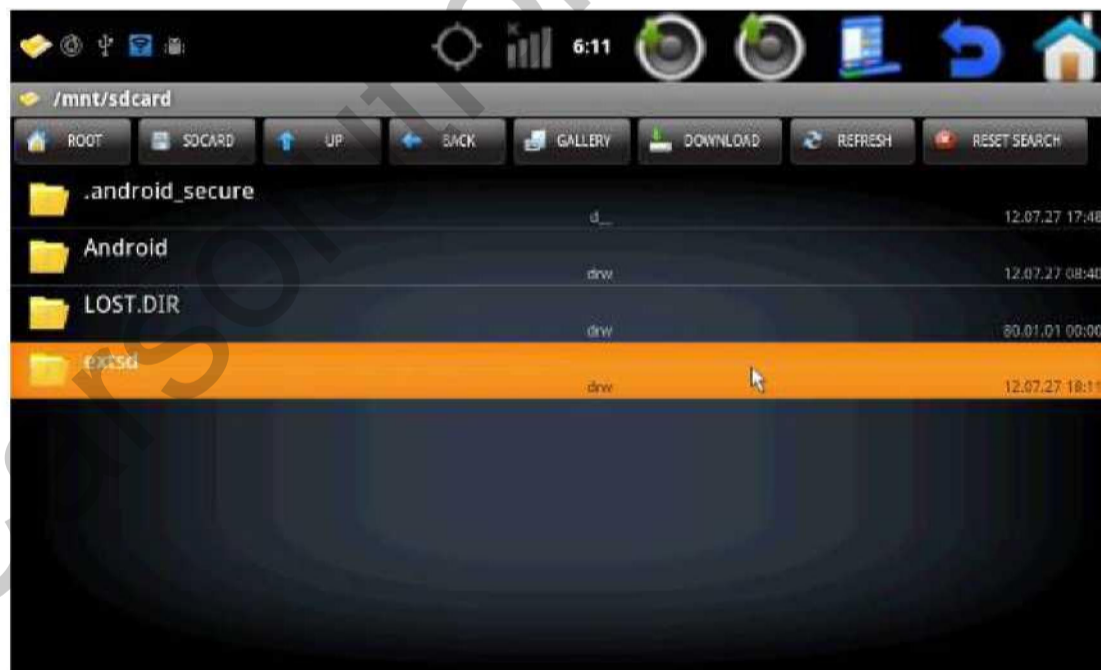 6:11
/mnt/sdcard
ROOT SDCARD UP BACK GALLERY DOWNLOAD REFRESH RESET SEARCH
.android_secure
d__ 12.07.27 17:48
Android
drw 12.07.27 08:40
LOST.DIR
drw 80.01.01 00:00
extsd
drw 12.07.27 18:11